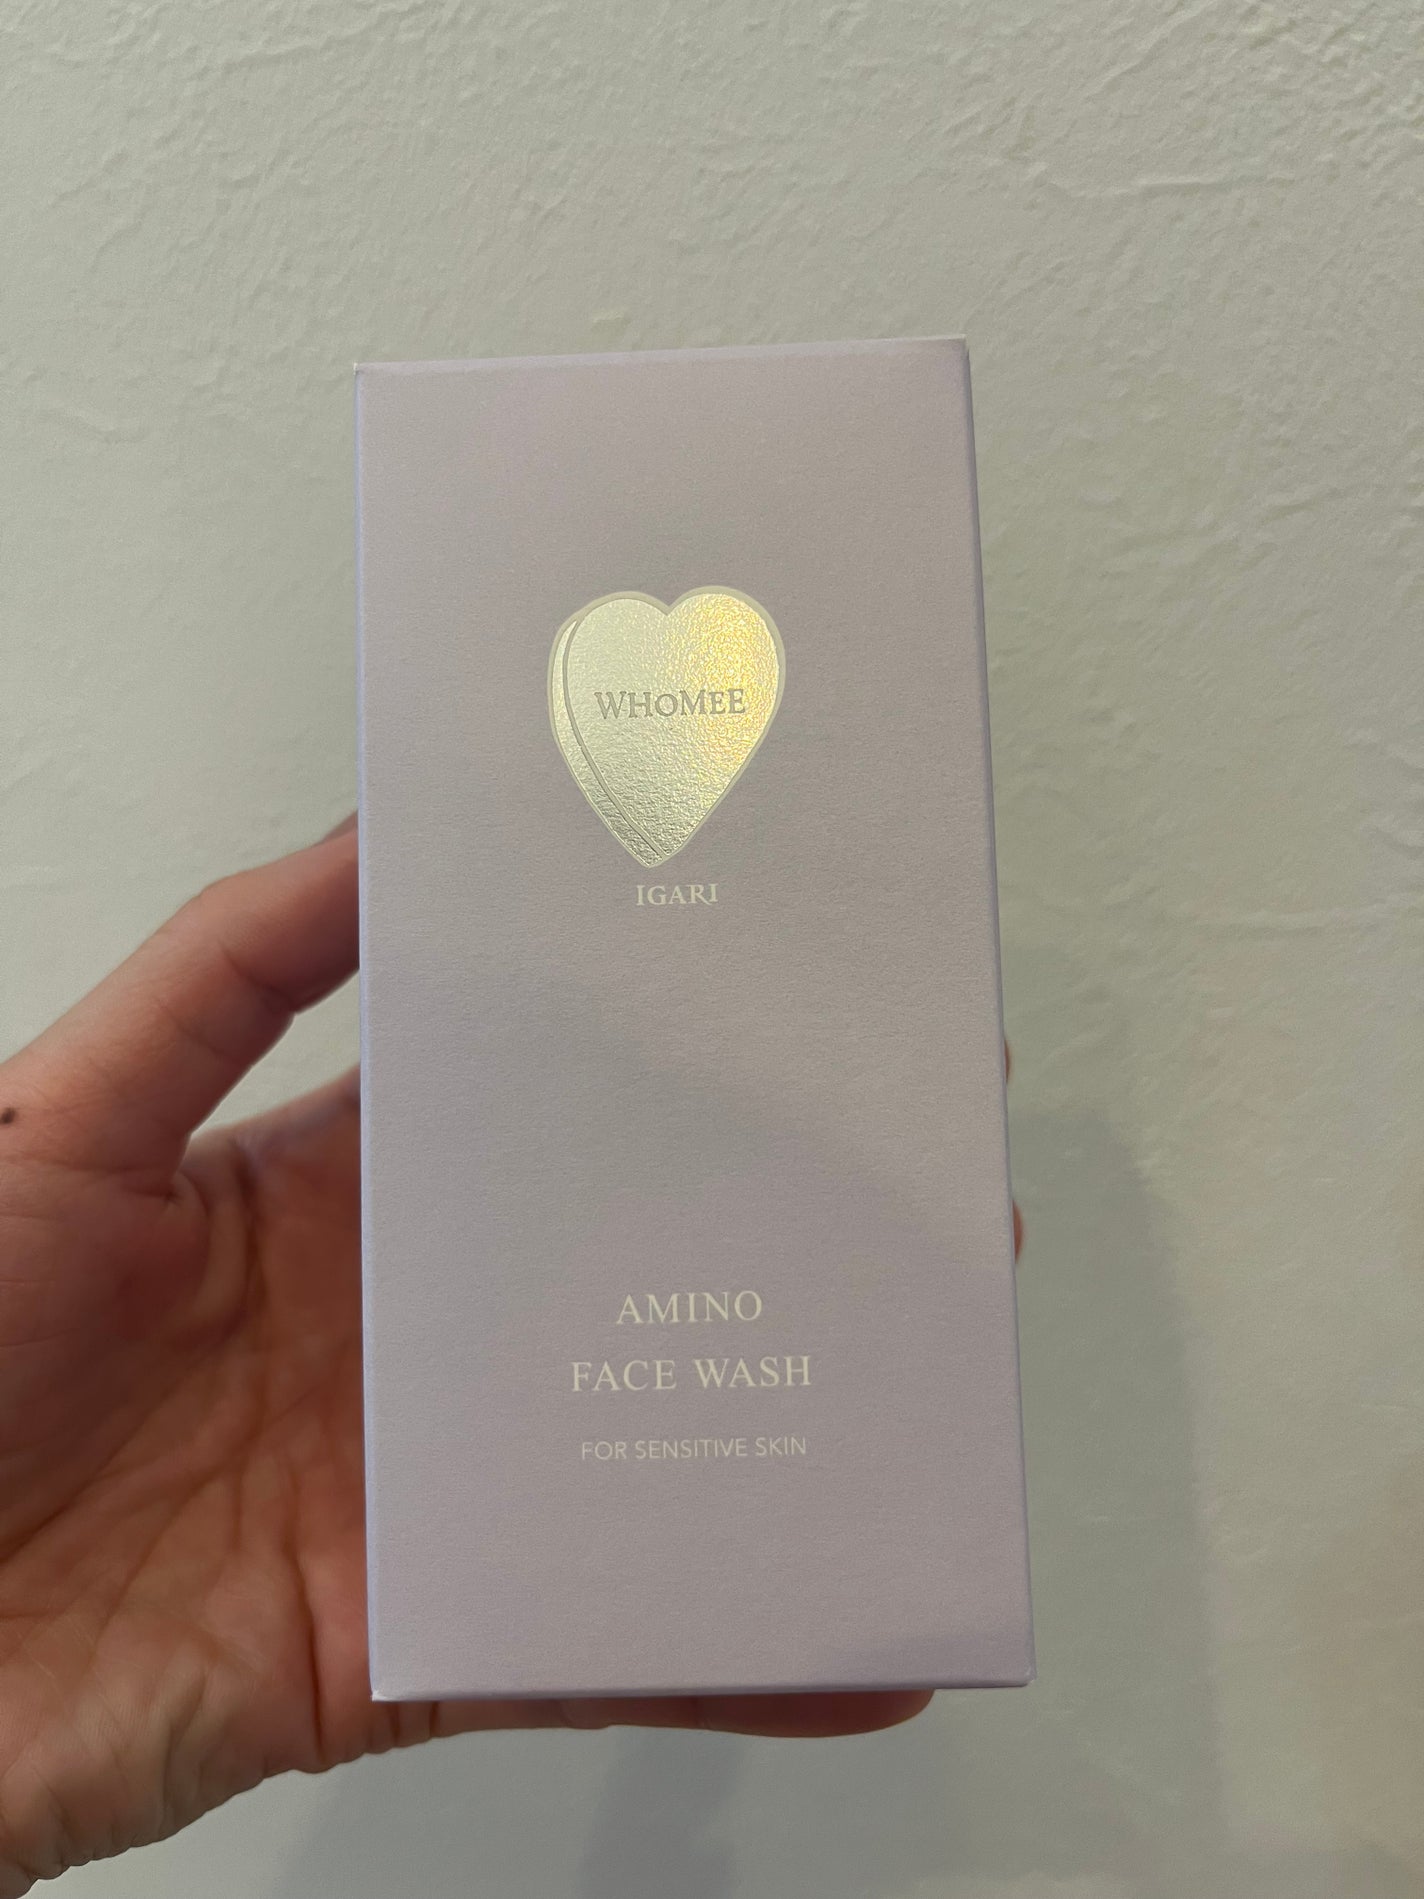 WHOMEE
IGARI
AMINO
FACE WASH
FOR SENSITIVE SKIN